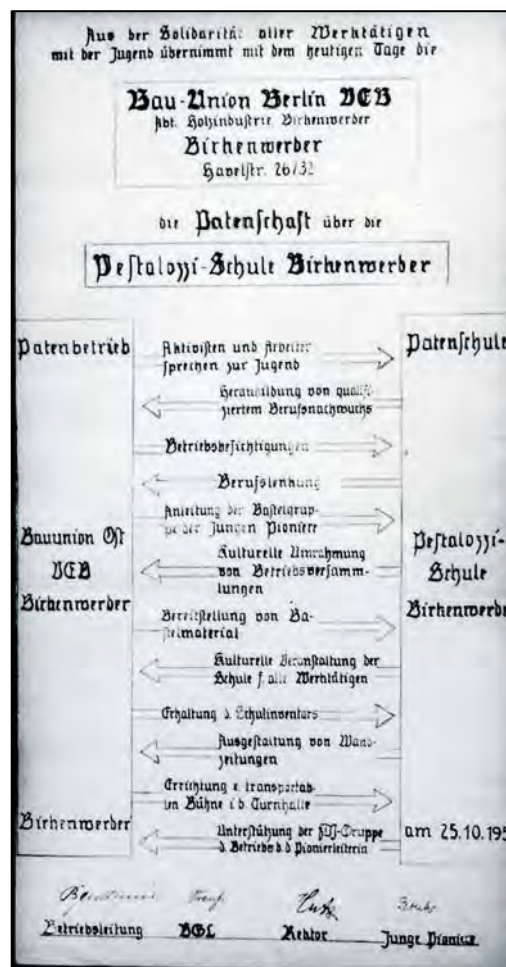 Aus der Solidarität aller Werktätigen
mit der Jugend übernimmt mit dem heutigen Tage die
Bau-Union Berlin VEB
Abt. Holzindustrie Birkenwerder
Birkenwerder
Havelstr. 26/32
die Patenschaft über die
Pestalozzi-Schule Birkenwerder
Patenbetrieb
Patenschule
Aktivisten und Arbeiter
sprechen zur Jugend
Heranbildung von qualifi-
ziertem Berufsnachwuchs
Betriebsbesichtigungen
Berufslenkung
Anleitung der Bastelgrup-
pe der Jungen Pioniere
Bauunion Ost
VEB
Birkenwerder
Kulturelle Umrahmung
von Betriebsversamm-
lungen
Pestalozzi-
Schule
Birkenwerde
Bereitstellung von Ba-
stelmaterial
Kulturelle Veranstaltung der
Schule f. alle Werktätigen
Erhaltung d. Schulinventars
Ausgestaltung von Wand-
zeitungen
Errichtung e. transportab-
len Bühne i. d. Turnhalle
Unterstützung der FDJ-Gruppe
d. Betriebs d. d. Pionierleiterin
Birkenwerder
am 25.10.195
Betriebsleitung BGL Rektor Junge Pioniere